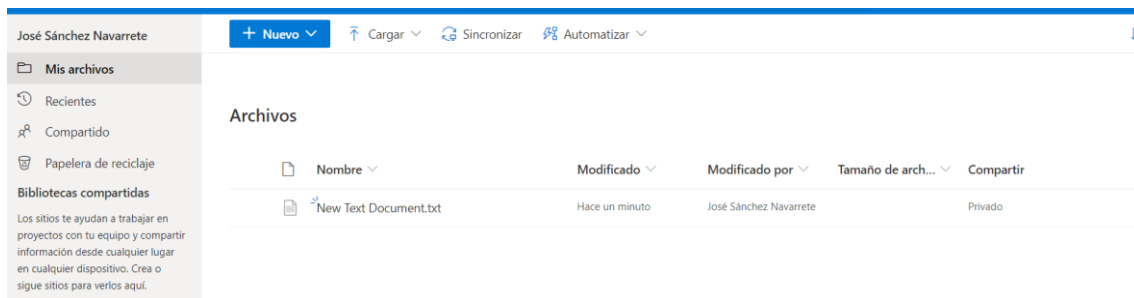 José Sánchez Navarrete
Nuevo Cargar Sincronizar Automatizar
Mis archivos
Recientes
Compartido
Papelera de reciclaje
Bibliotecas compartidas
Los sitios te ayudan a trabajar en
proyectos con tu equipo y compartir
información desde cualquier lugar
en cualquier dispositivo. Crea o
sigue sitios para verlos aquí.
Archivos
Nombre Modificado Modificado por Tamaño de arch... Compartir
New Text Document.txt Hace un minuto José Sánchez Navarrete Privado